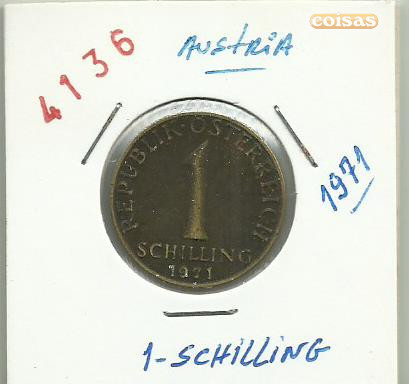 coisas
4136
AUStRiA
REPUBLIK·ÖSTERREICH
1
SCHILLING
1971
1971
1-SCHiLLiNG